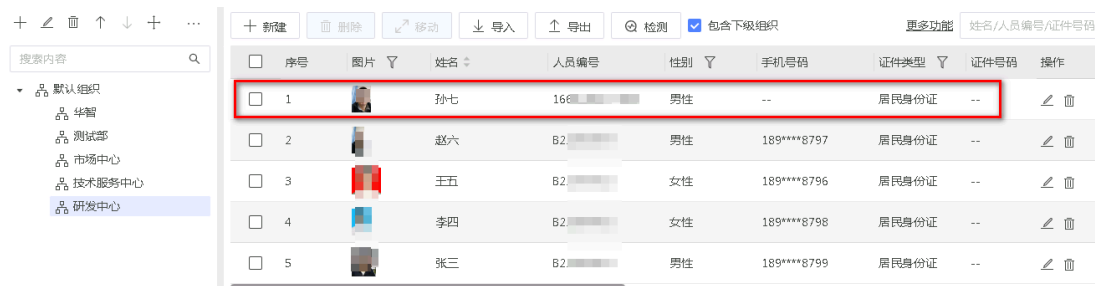 新建 删除 移动 导入 导出 检测 包含下级组织 更多功能 姓名/人员编号/证件号码
搜索内容
默认组织
华智
测试部
市场中心
技术服务中心
研发中心
序号 图片 姓名 人员编号 性别 手机号码 证件类型 证件号码 操作
1 孙七 166 男性 -- 居民身份证 --
2 赵六 B2 男性 189****8797 居民身份证 --
3 王五 B2 女性 189****8796 居民身份证 --
4 李四 B2 女性 189****8798 居民身份证 --
5 张三 B2 男性 189****8799 居民身份证 --